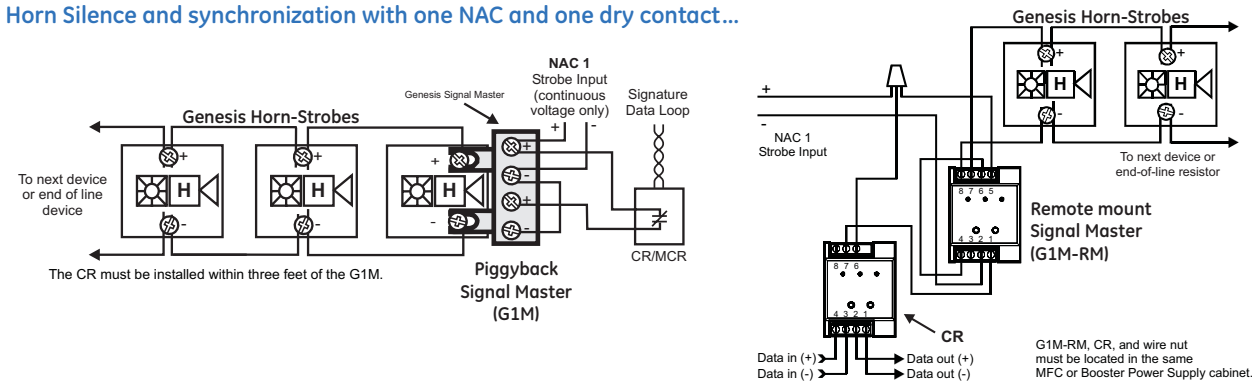 Horn Silence and synchronization with one NAC and one dry contact...
Genesis Horn-Strobes
Genesis Signal Master
NAC 1
Strobe Input
(continuous
voltage only)
+ -
Signature
Data Loop
+
+
+
+
-
+
-
-
-
-
H
H
H
To next device
or end of line
device
CR/MCR
The CR must be installed within three feet of the G1M.
Piggyback
Signal Master
(G1M)
Genesis Horn-Strobes
+
+
H
H
-
-
+
-
NAC 1
Strobe Input
To next device or
end-of-line resistor
8 7 6 5
4 3 2 1
Remote mount
Signal Master
(G1M-RM)
8 7 6
4 3 2 1
CR
Data in (+)
Data out (+)
Data in (-)
Data out (-)
G1M-RM, CR, and wire nut
must be located in the same
MFC or Booster Power Supply cabinet.